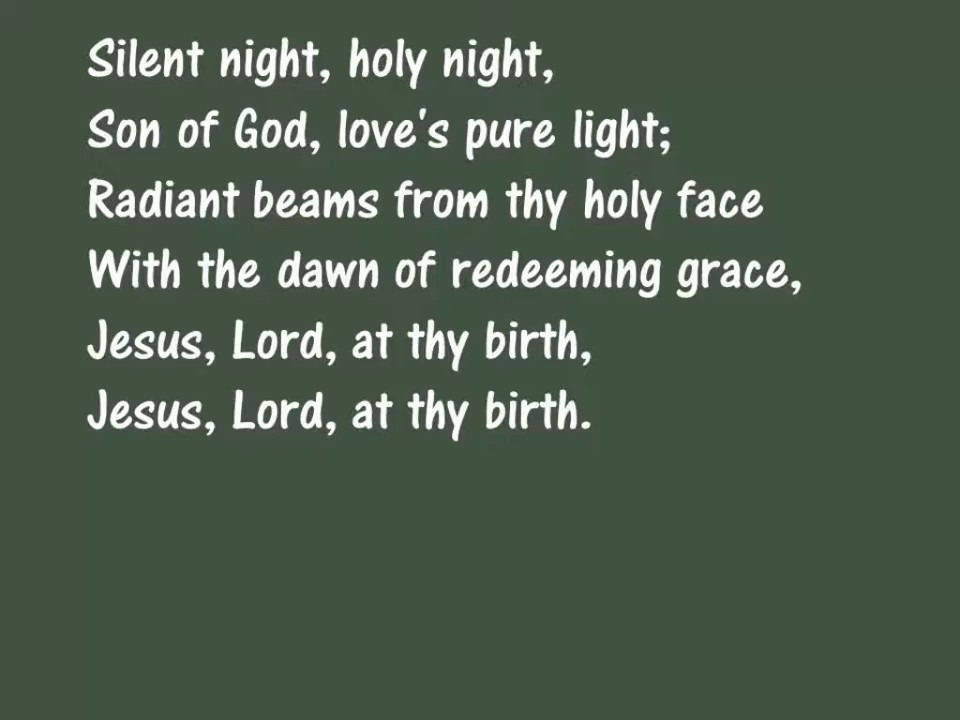 Silent night, holy night,
Son of God, love's pure light;
Radiant beams from thy holy face
With the dawn of redeeming grace,
Jesus, Lord, at thy birth,
Jesus, Lord, at thy birth.